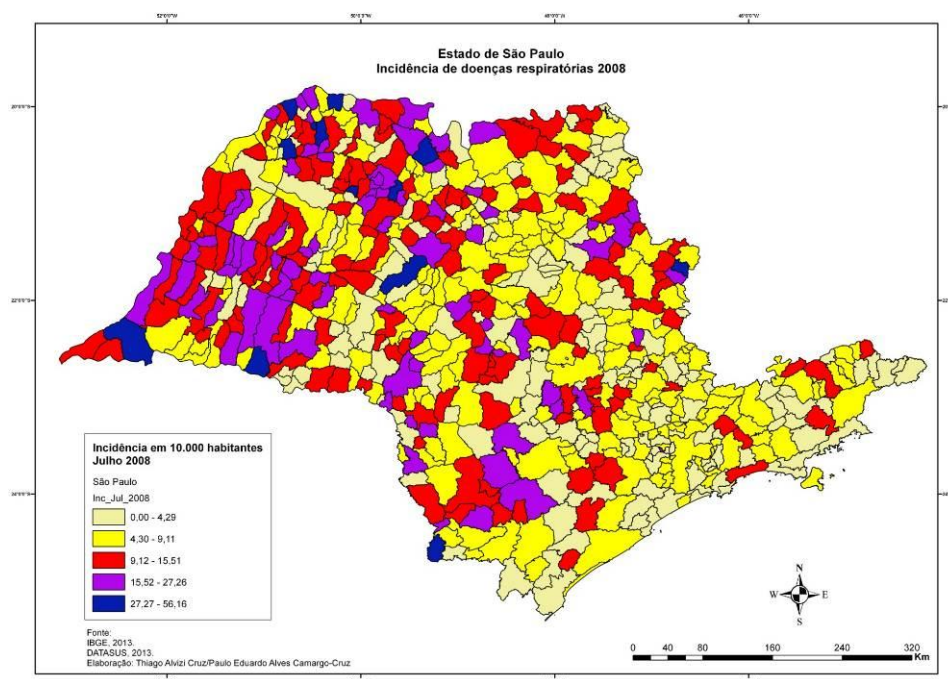 Estado de São Paulo
Incidência de doenças respiratórias 2008
Incidência em 10.000 habitantes
Julho 2008
São Paulo
Inc_Jul_2008
0,00 - 4,29
4,30 - 9,11
9,12 - 15,51
15,52 - 27,26
27,27 - 56,16
N
W
E
S
Fonte:
IBGE, 2013.
DATASUS, 2013.
Elaboração: Thiago Alvizi Cruz/Paulo Eduardo Alves Camargo-Cruz
0
40
80
160
240
320
Km